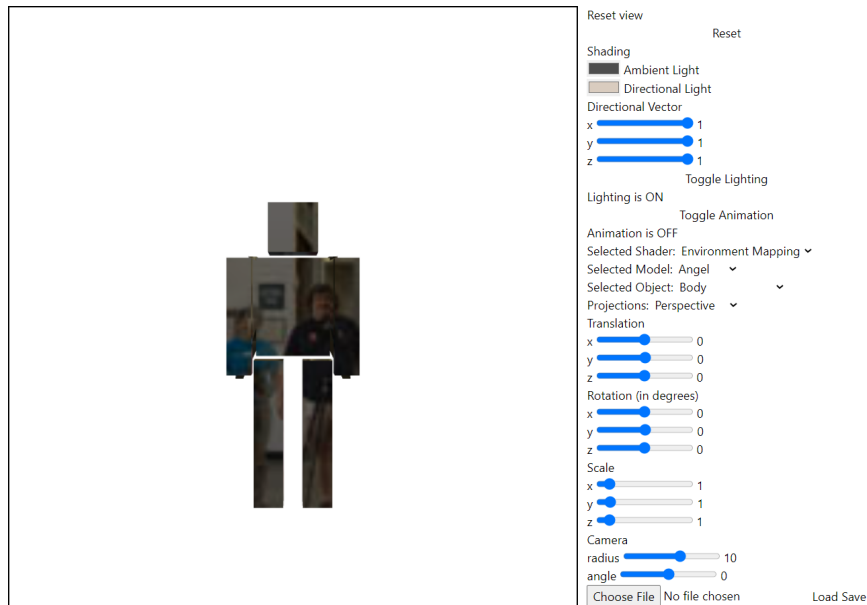 Reset view
Reset
Shading
Ambient Light
Directional Light
Directional Vector
x 1
y 1
z 1
Toggle Lighting
Lighting is ON
Toggle Animation
Animation is OFF
Selected Shader: Environment Mapping
Selected Model: Angel
Selected Object: Body
Projections: Perspective
Translation
x 0
y 0
z 0
Rotation (in degrees)
x 0
y 0
z 0
Scale
x 1
y 1
z 1
Camera
radius 10
angle 0
Choose File No file chosen Load Save